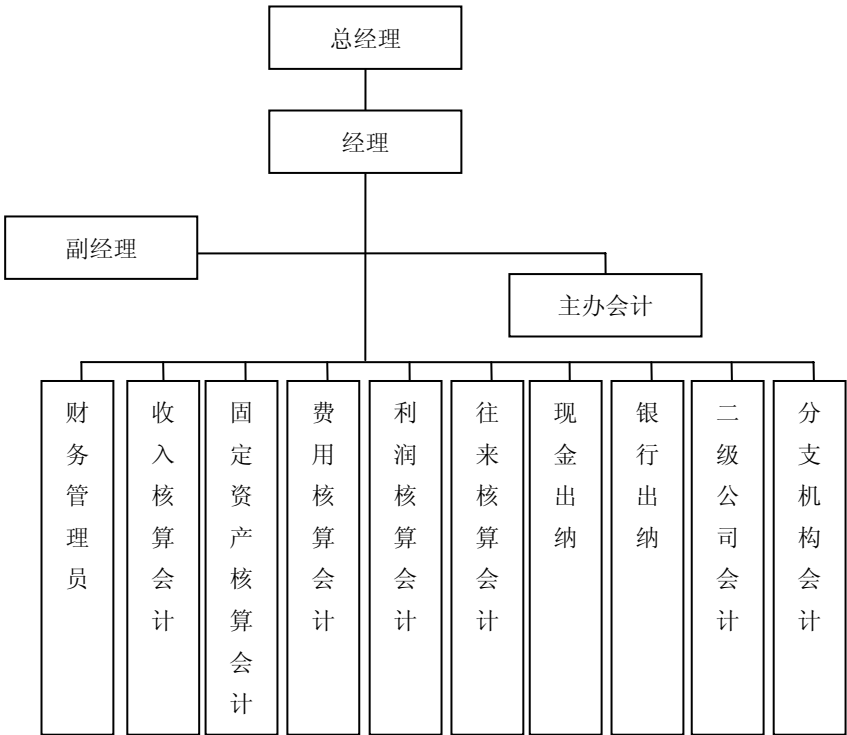 总经理
经理
副经理
主办会计
财务管理员
收入核算会计
固定资产核算会计
费用核算会计
利润核算会计
往来核算会计
现金出纳
银行出纳
二级公司会计
分支机构会计